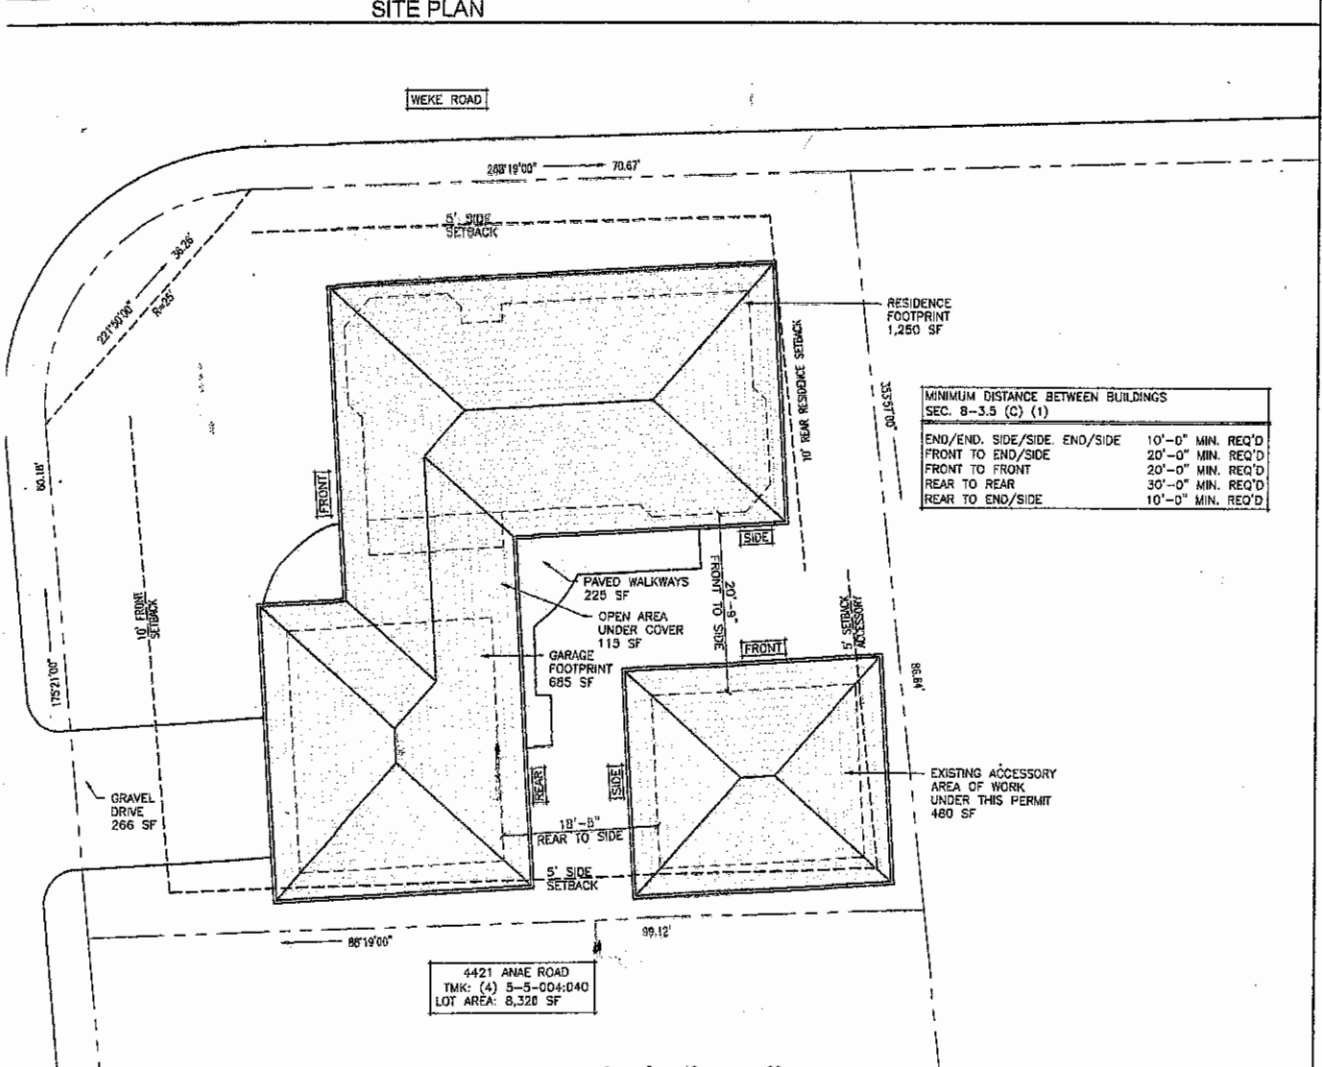 SITE PLAN
WEKE ROAD
268°19'00" 70.67'
5' SIDE
SETBACK
36.26'
221°50'00"
R=25'
RESIDENCE
FOOTPRINT
1,250 SF
10' REAR RESIDENCE SETBACK
353°57'00"
MINIMUM DISTANCE BETWEEN BUILDINGS
SEC. 8-3.5 (C) (1)
END/END. SIDE/SIDE. END/SIDE 10'-0" MIN. REQ'D
FRONT TO END/SIDE 20'-0" MIN. REQ'D
FRONT TO FRONT 20'-0" MIN. REQ'D
REAR TO REAR 30'-0" MIN. REQ'D
REAR TO END/SIDE 10'-0" MIN. REQ'D
60.18'
FRONT
SIDE
PAVED WALKWAYS
225 SF
OPEN AREA
UNDER COVER
115 SF
GARAGE
FOOTPRINT
685 SF
20'-9"
FRONT TO SIDE
FRONT
5' SETBACK
ACCESSORY
10' FRONT
SETBACK
175°21'00"
86.84'
REAR
SIDE
GRAVEL
DRIVE
266 SF
18'-8"
REAR TO SIDE
EXISTING ACCESSORY
AREA OF WORK
UNDER THIS PERMIT
480 SF
5' SIDE
SETBACK
88°19'00"
99.12'
4421 ANAE ROAD
TMK: (4) 5-5-004:040
LOT AREA: 8,320 SF